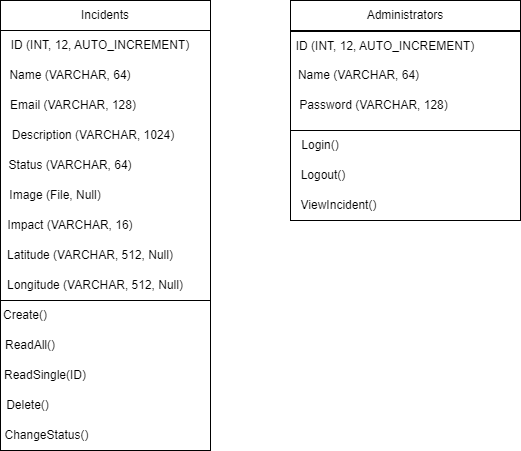 Incidents
ID (INT, 12, AUTO_INCREMENT)
Name (VARCHAR, 64)
Email (VARCHAR, 128)
Description (VARCHAR, 1024)
Status (VARCHAR, 64)
Image (File, Null)
Impact (VARCHAR, 16)
Latitude (VARCHAR, 512, Null)
Longitude (VARCHAR, 512, Null)
Create()
ReadAll()
ReadSingle(ID)
Delete()
ChangeStatus()
Administrators
ID (INT, 12, AUTO_INCREMENT)
Name (VARCHAR, 64)
Password (VARCHAR, 128)
Login()
Logout()
ViewIncident()